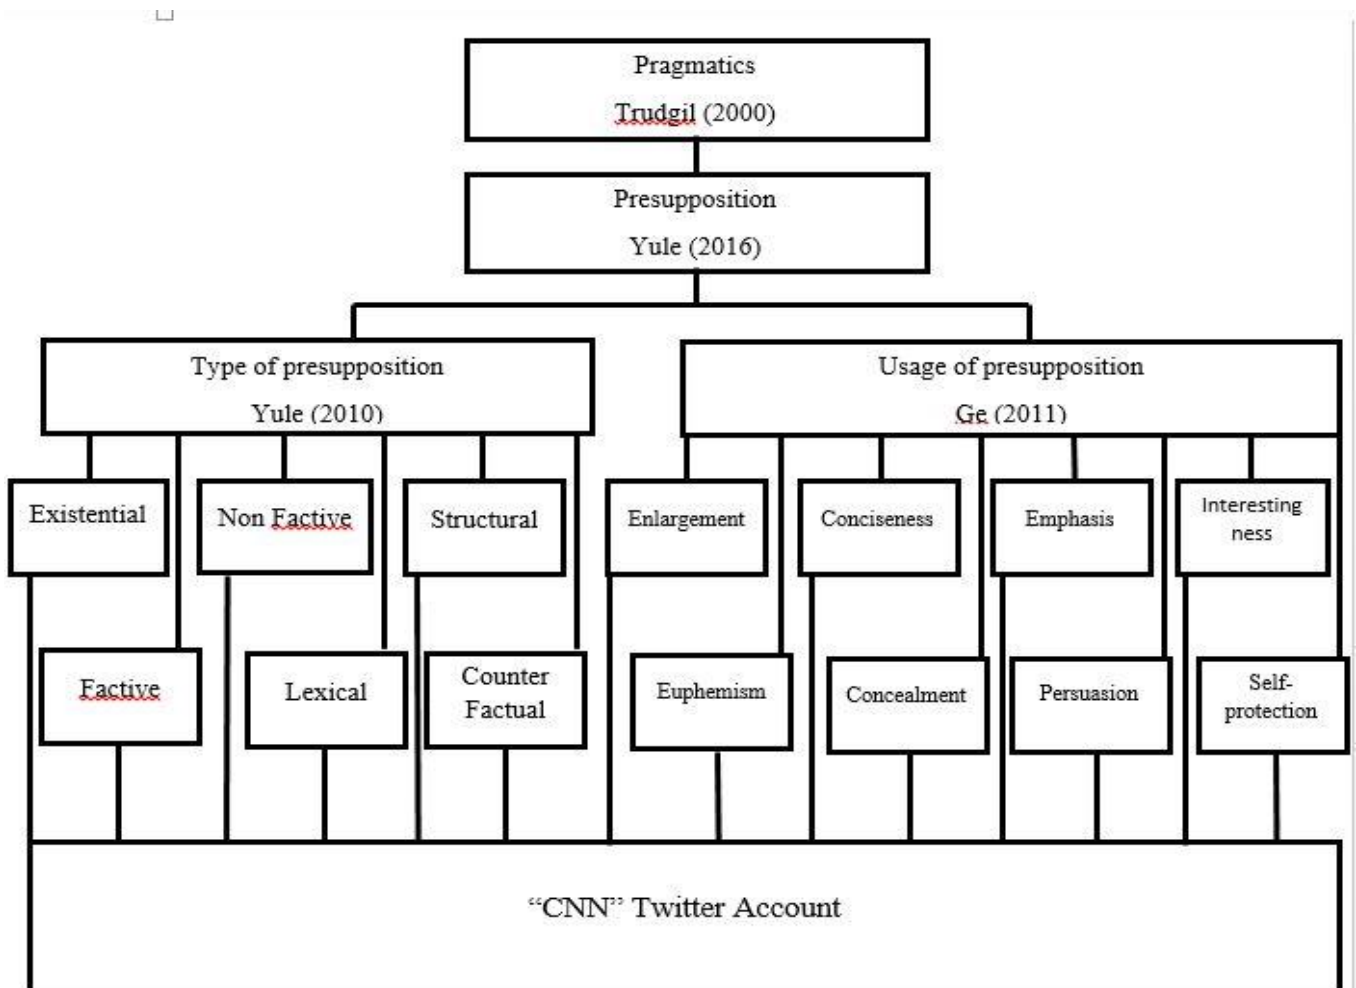 Pragmatics
Trudgil (2000)
Presupposition
Yule (2016)
Type of presupposition
Yule (2010)
Usage of presupposition
Ge (2011)
Existential
Non Factive
Structural
Enlargement
Conciseness
Emphasis
Interesting
ness
Factive
Lexical
Counter
Factual
Euphemism
Concealment
Persuasion
Self-
protection
“CNN” Twitter Account